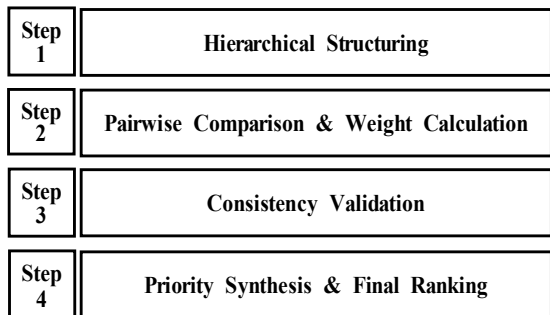 Step
1
Hierarchical Structuring
Step
2
Pairwise Comparison & Weight Calculation
Step
3
Consistency Validation
Step
4
Priority Synthesis & Final Ranking